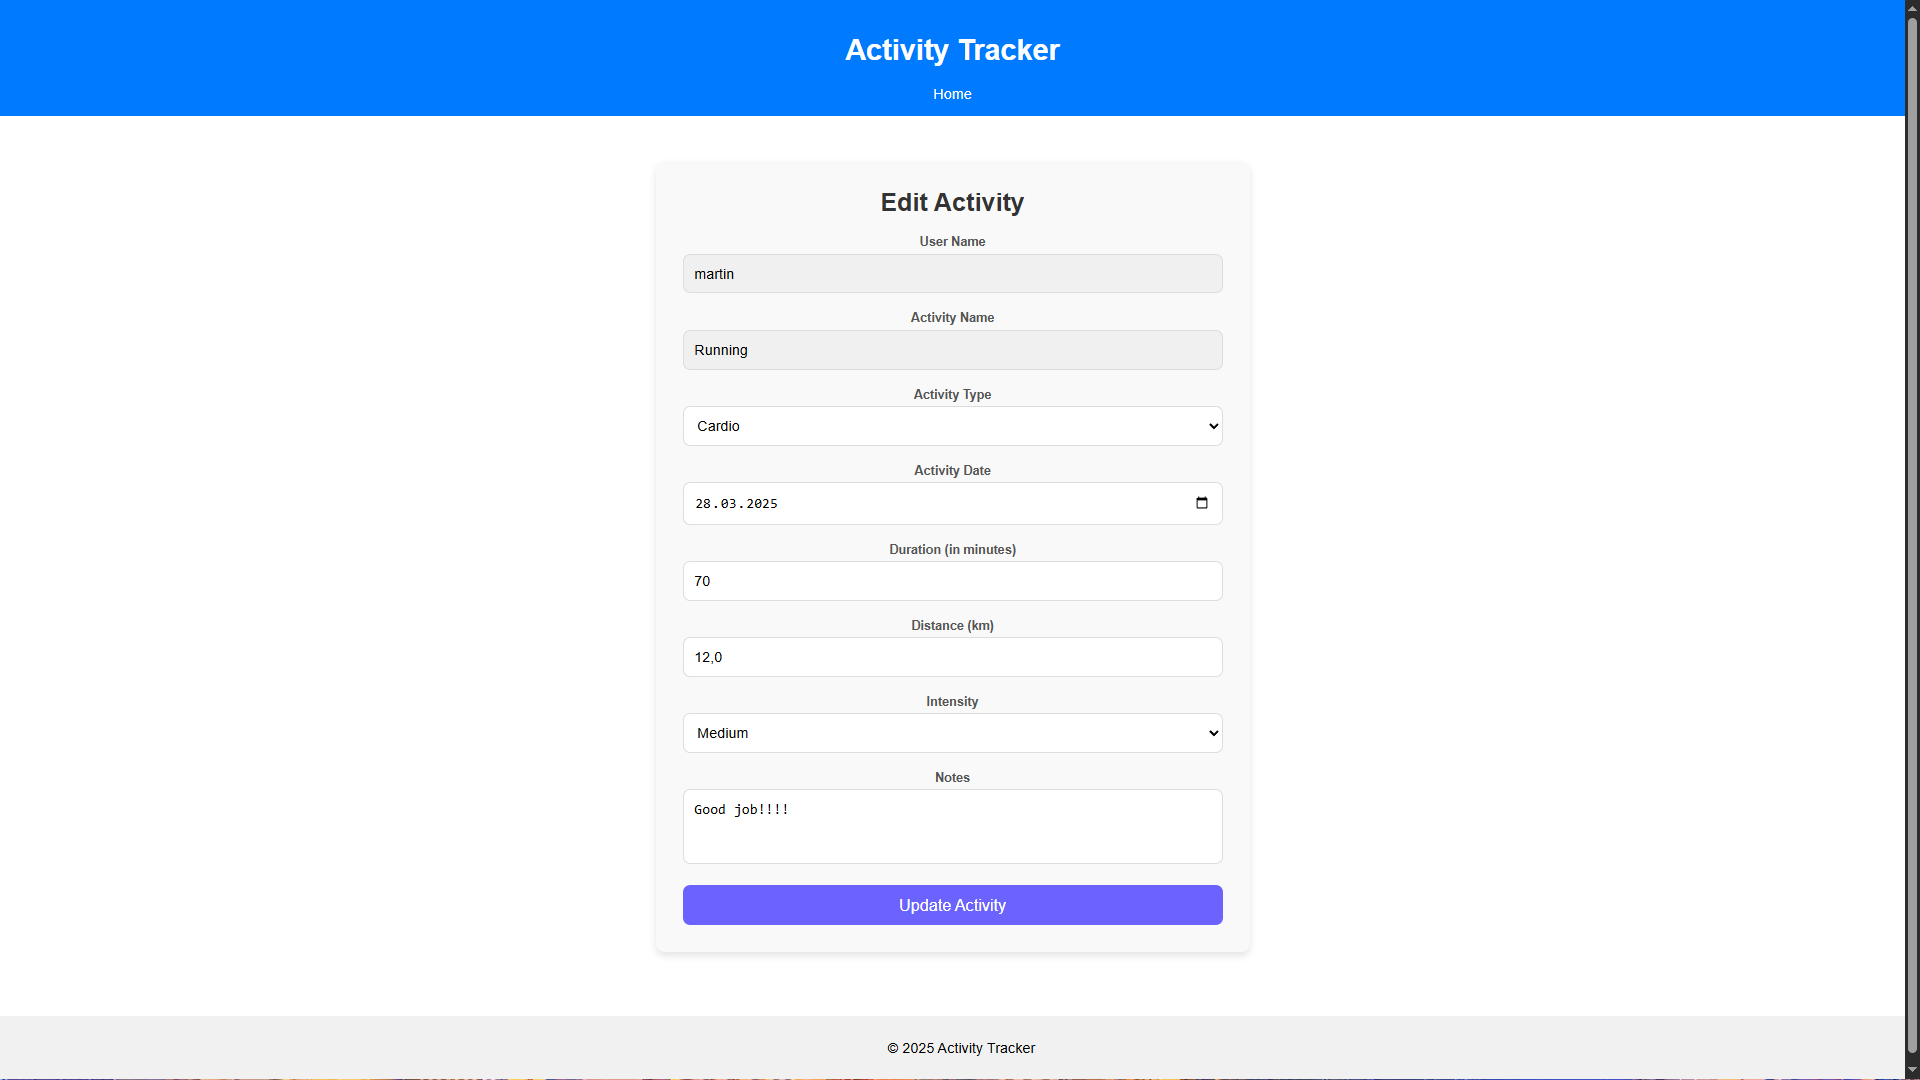 Activity Tracker
Home
Edit Activity
User Name
martin
Activity Name
Running
Activity Type
Cardio
Activity Date
28.03.2025
Duration (in minutes)
70
Distance (km)
12,0
Intensity
Medium
Notes
Good job!!!!
Update Activity
© 2025 Activity Tracker